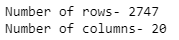 Number of rows- 2747
Number of columns- 20